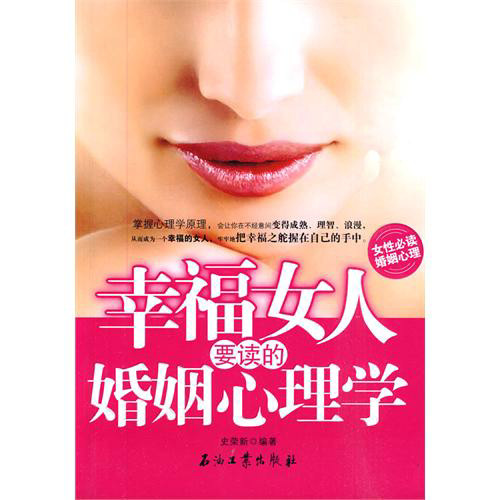 掌握心理学原理，会让你在不经意间变得成熟、理智、浪漫，
从而成为一个幸福的女人，牢牢地把幸福之舵握在自己的手中。
女性必读
婚姻心理
幸福女人
要读的
婚姻心理学
史荣新◎编著
石油工业出版社